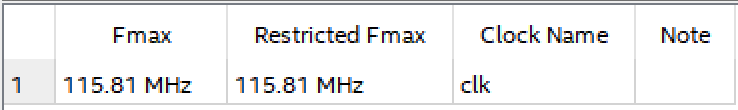 Fmax Restricted Fmax Clock Name Note
1 115.81 MHz 115.81 MHz clk